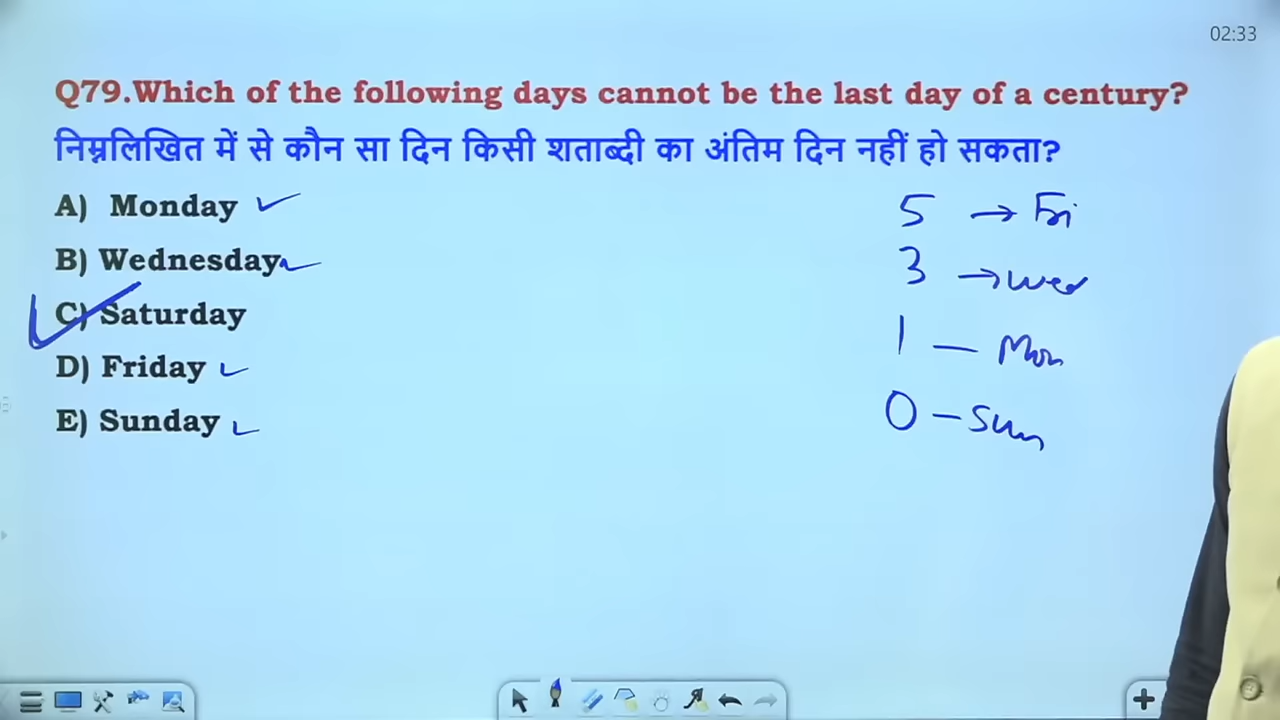 02:33
Q79.Which of the following days cannot be the last day of a century?
निम्नलिखित में से कौन सा दिन किसी शताब्दी का अंतिम दिन नहीं हो सकता?
A) Monday
B) Wednesday
C) Saturday
D) Friday
E) Sunday
5 → Fri
3 → wed
1 — Mon
0 – Sun